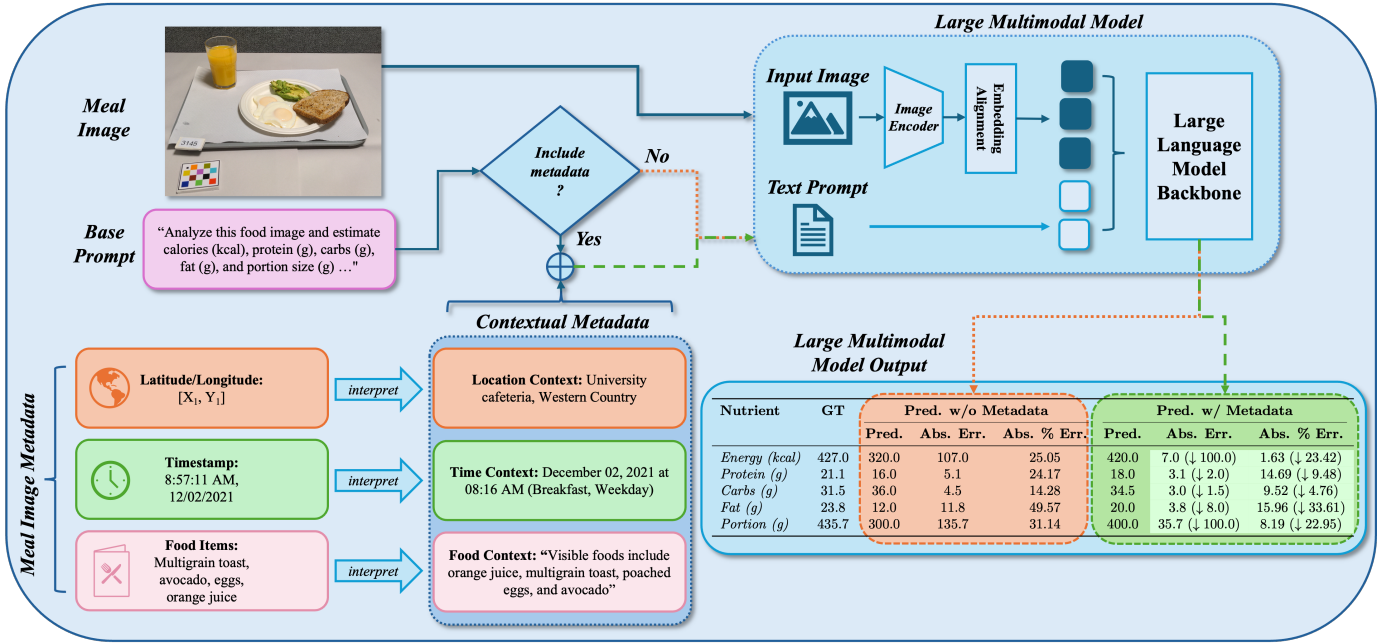 Large Multimodal Model
Meal
Image
3145
Base
Prompt
“Analyze this food image and estimate
calories (kcal), protein (g), carbs (g),
fat (g), and portion size (g) …"
Include
metadata
?
No
Yes
Input Image
Image
Encoder
Embedding
Alignment
Text Prompt
Large
Language
Model
Backbone
Contextual Metadata
Meal Image Metadata
Latitude/Longitude:
[X₁, Y₁]
interpret
Location Context: University
cafeteria, Western Country
Timestamp:
8:57:11 AM,
12/02/2021
interpret
Time Context: December 02, 2021 at
08:16 AM (Breakfast, Weekday)
Food Items:
Multigrain toast,
avocado, eggs,
orange juice
interpret
Food Context: “Visible foods include
orange juice, multigrain toast, poached
eggs, and avocado”
Large Multimodal
Model Output
Nutrient GT Pred. w/o Metadata Pred. w/ Metadata
Pred. Abs. Err. Abs. % Err. Pred. Abs. Err. Abs. % Err.
Energy (kcal) 427.0 320.0 107.0 25.05 420.0 7.0 (↓ 100.0) 1.63 (↓ 23.42)
Protein (g) 21.1 16.0 5.1 24.17 18.0 3.1 (↓ 2.0) 14.69 (↓ 9.48)
Carbs (g) 31.5 36.0 4.5 14.28 34.5 3.0 (↓ 1.5) 9.52 (↓ 4.76)
Fat (g) 23.8 12.0 11.8 49.57 20.0 3.8 (↓ 8.0) 15.96 (↓ 33.61)
Portion (g) 435.7 300.0 135.7 31.14 400.0 35.7 (↓ 100.0) 8.19 (↓ 22.95)